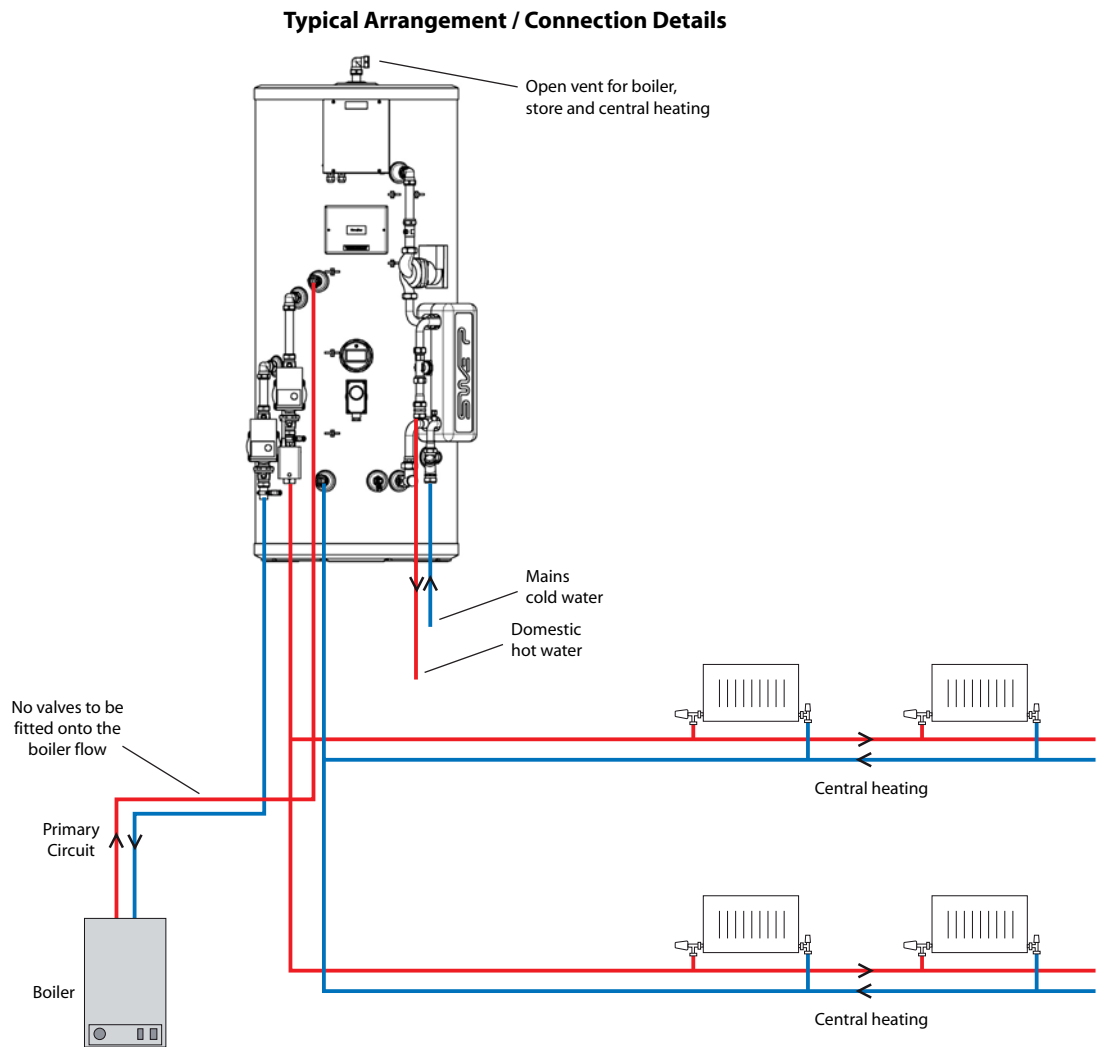 Typical Arrangement / Connection Details
Open vent for boiler,
store and central heating
SWEP
Mains
cold water
Domestic
hot water
No valves to be
fitted onto the
boiler flow
Primary
Circuit
Central heating
Boiler
Central heating